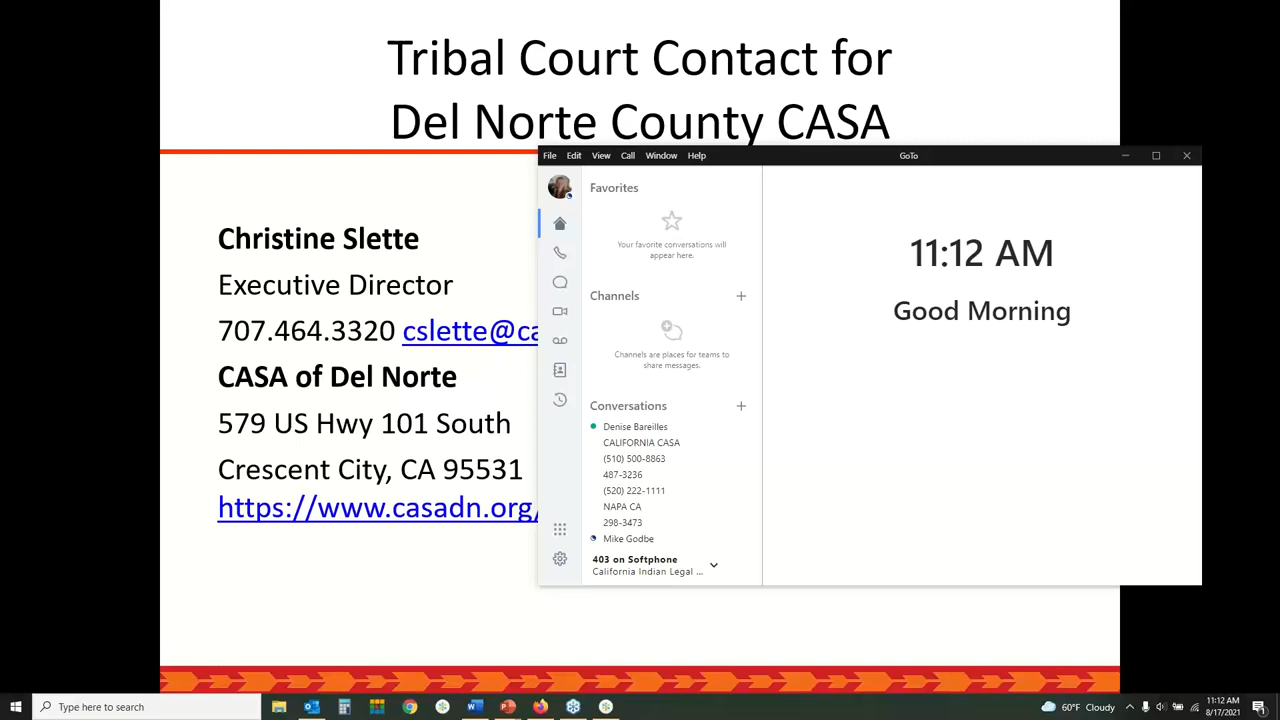 Tribal Court Contact for
Del Norte County CASA
Christine Slette
Executive Director
707.464.3320 cslette@ca
CASA of Del Norte
579 US Hwy 101 South
Crescent City, CA 95531
https://www.casadn.org/
File Edit View Call Window Help
GoTo
Favorites
Your favorite conversations will
appear here.
Channels
Channels are places for teams to
share messages.
Conversations
Denise Bareilles
CALIFORNIA CASA
(510) 500-8863
487-3236
(520) 222-1111
NAPA CA
298-3473
Mike Godbe
403 on Softphone
California Indian Legal ...
11:12 AM
Good Morning
Type here to search
60°F Cloudy
11:12 AM
8/17/2021